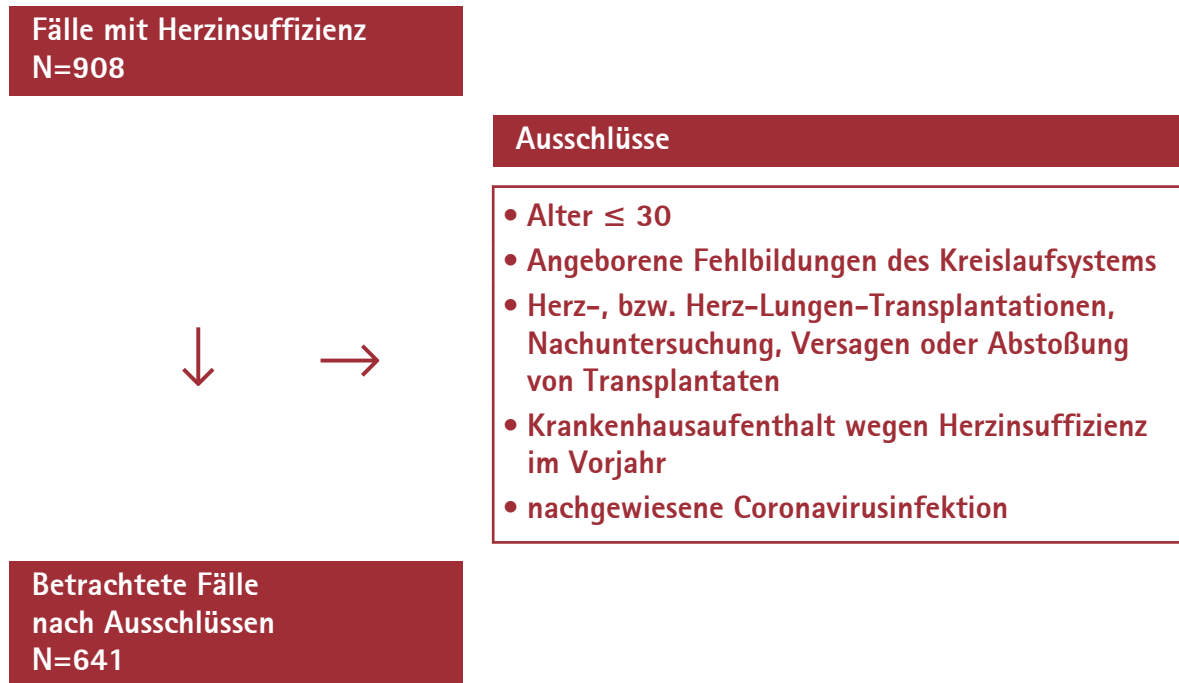 Fälle mit Herzinsuffizienz
N=908
Ausschlüsse
• Alter ≤ 30
• Angeborene Fehlbildungen des Kreislaufsystems
• Herz-, bzw. Herz-Lungen-Transplantationen,
Nachuntersuchung, Versagen oder Abstoßung
von Transplantaten
• Krankenhausaufenthalt wegen Herzinsuffizienz
im Vorjahr
• nachgewiesene Coronavirusinfektion
Betrachtete Fälle
nach Ausschlüssen
N=641